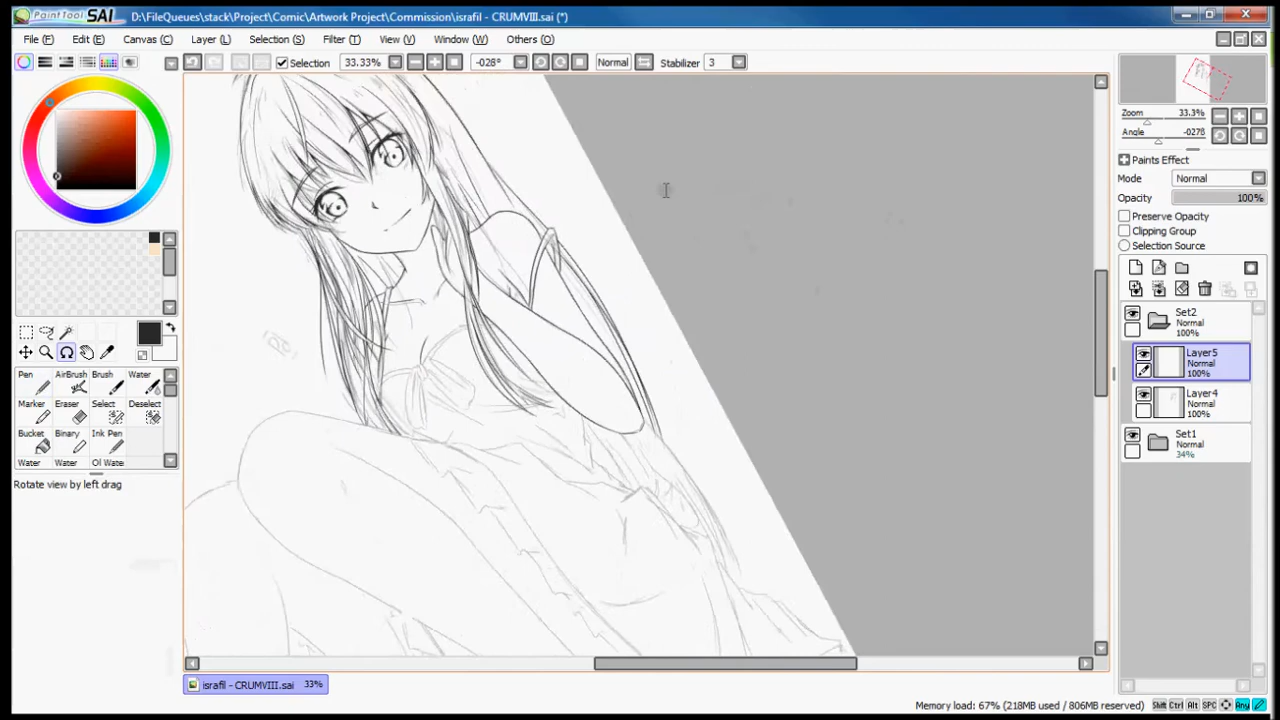 PaintTool SAI D:\FileQueues\stack\Project\Comic\Artwork Project\Commission\israfil - CRUMVIII.sai (*)
File (F) Edit (E) Canvas (C) Layer (L) Selection (S) Filter (T) View (V) Window (W) Others (O)
Selection 33.33% -028° Normal Stabilizer 3
Zoom 33.3%
Angle -027B
Paints Effect
Mode Normal
Opacity 100%
Preserve Opacity
Clipping Group
Selection Source
Set2
Normal
100%
Layer5
Normal
100%
Layer4
Normal
100%
Set1
Normal
34%
Pen AirBrush Brush Water
Marker Eraser Select Deselect
Bucket Binary Ink Pen
Water Water Ol Wate
Rotate view by left drag
israfil - CRUMVIII.sai 33%
Memory load: 67% (218MB used / 806MB reserved) Shift Ctrl Alt SPC Any